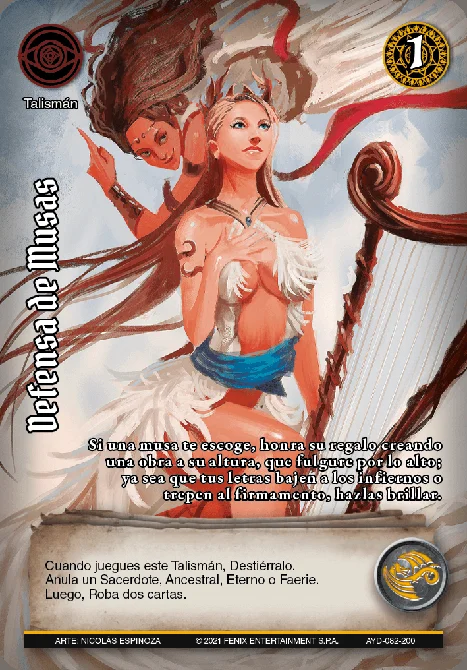 1
Talismán
Defensa de Musas
Si una musa te escoge, honra su regalo creando
una obra a su altura, que fulgure por lo alto;
ya sea que tus letras bajen a los infiernos o
trepen al firmamento, hazlas brillar.
Cuando juegues este Talismán, Destiérralo.
Anula un Sacerdote, Ancestral, Eterno o Faerie.
Luego, Roba dos cartas.
ARTE: NICOLAS ESPINOZA © 2021 FENIX ENTERTAINMENT S.RA. AYD-082-200